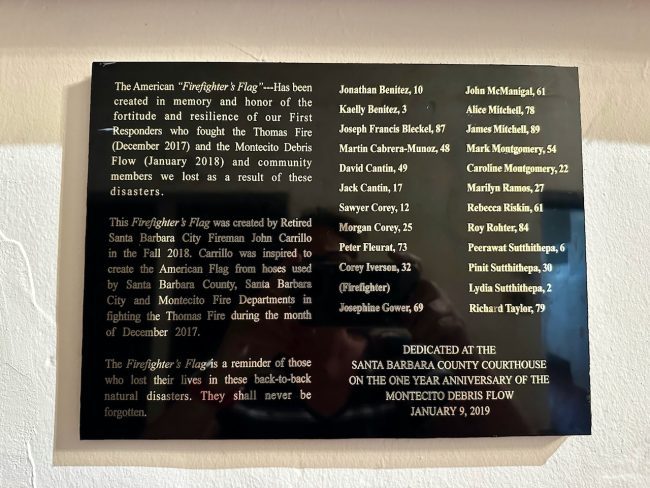 The American "Firefighter's Flag"---Has been
created in memory and honor of the
fortitude and resilience of our First
Responders who fought the Thomas Fire
(December 2017) and the Montecito Debris
Flow (January 2018) and community
members we lost as a result of these
disasters.
This Firefighter's Flag was created by Retired
Santa Barbara City Fireman John Carrillo
in the Fall 2018. Carrillo was inspired to
create the American Flag from hoses used
by Santa Barbara County, Santa Barbara
City and Montecito Fire Departments in
fighting the Thomas Fire during the month
of December 2017.
The Firefighter's Flag is a reminder of those
who lost their lives in these back-to-back
natural disasters. They shall never be
forgotten.
Jonathan Benitez, 10
Kaelly Benitez, 3
Joseph Francis Bleckel, 87
Martin Cabrera-Munoz, 48
David Cantin, 49
Jack Cantin, 17
Sawyer Corey, 12
Morgan Corey, 25
Peter Fleurat, 73
Corey Iverson, 32
(Firefighter)
Josephine Gower, 69
John McManigal, 61
Alice Mitchell, 78
James Mitchell, 89
Mark Montgomery, 54
Caroline Montgomery, 22
Marilyn Ramos, 27
Rebecca Riskin, 61
Roy Rohter, 84
Peerawat Sutthithepa, 6
Pinit Sutthithepa, 30
Lydia Sutthithepa, 2
Richard Taylor, 79
DEDICATED AT THE
SANTA BARBARA COUNTY COURTHOUSE
ON THE ONE YEAR ANNIVERSARY OF THE
MONTECITO DEBRIS FLOW
JANUARY 9, 2019